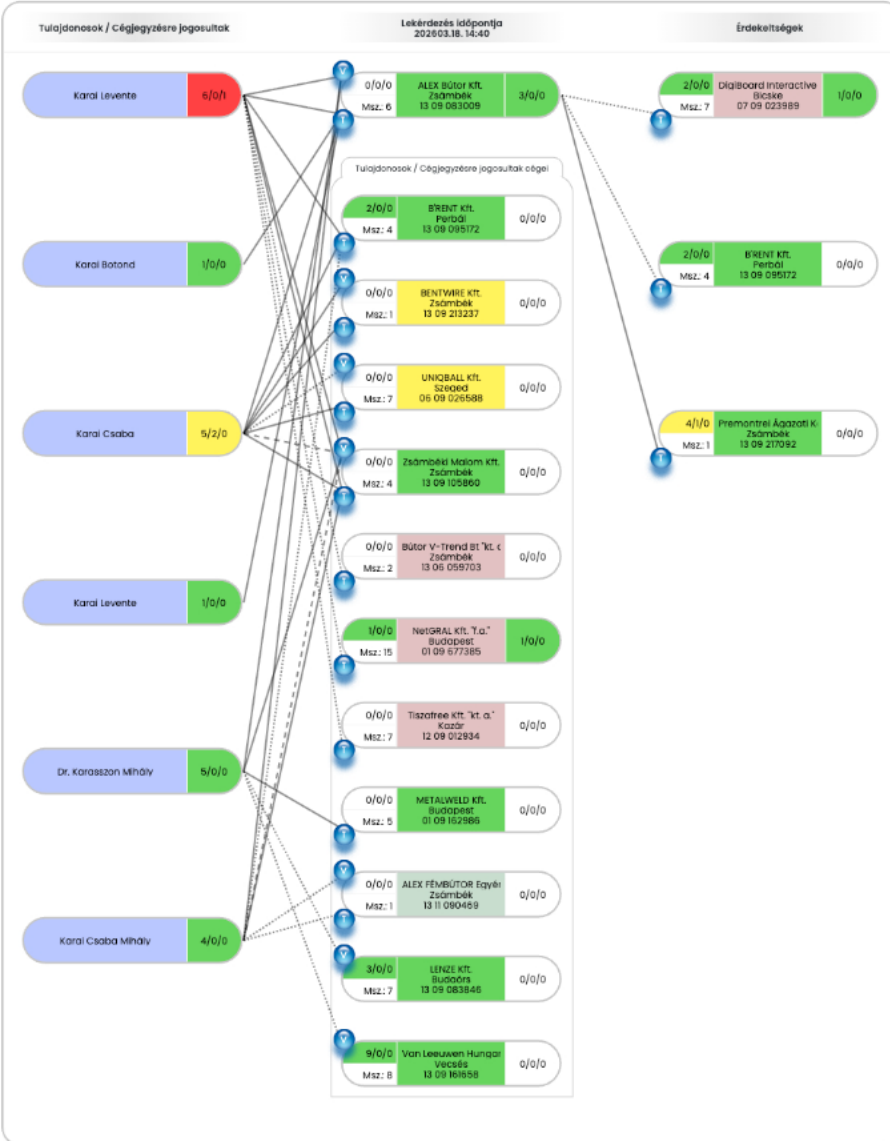 Tulajdonosok / Cégjegyzésre jogosultak
Lekérdezés időpontja
202603.18. 14:40
Érdekeltségek
Karai Levente
6/0/1
Karai Botond
1/0/0
Karai Csaba
5/2/0
Karai Levente
1/0/0
Dr. Karasszon Mihály
5/0/0
Karai Csaba Mihály
4/0/0
V
T
0/0/0
Msz.: 6
ALEX Bútor Kft.
Zsámbék
13 09 083009
3/0/0
Tulajdonosok / Cégjegyzésre jogosultak cégei
2/0/0
Msz.: 4
B'RENT Kft.
Perbál
13 09 095172
0/0/0
T
V
0/0/0
Msz.: 1
BENTWIRE Kft.
Zsámbék
13 09 213237
0/0/0
T
V
0/0/0
Msz.: 7
UNIQBALL Kft.
Szeged
06 09 026588
0/0/0
T
V
0/0/0
Msz.: 4
Zsámbéki Malom Kft.
Zsámbék
13 09 105860
0/0/0
T
0/0/0
Msz.: 2
Bútor V-Trend Bt "kt. c
Zsámbék
13 06 059703
0/0/0
T
1/0/0
Msz.: 15
NetGRAL Kft. "f.a."
Budapest
01 09 677385
1/0/0
T
0/0/0
Msz.: 7
Tiszafree Kft. "kt. a."
Kazár
12 09 012934
0/0/0
T
0/0/0
Msz.: 5
METALWELD Kft.
Budapest
01 09 162986
0/0/0
T
V
0/0/0
Msz.: 1
ALEX FÉMBÚTOR Egyér
Zsámbék
13 11 090469
0/0/0
T
V
3/0/0
Msz.: 7
LENZE Kft.
Budaörs
13 09 083846
0/0/0
V
9/0/0
Msz.: 8
Van Leeuwen Hungar
Vecsés
13 09 161658
0/0/0
2/0/0
Msz.: 7
DigiBoard Interactive
Bicske
07 09 023989
1/0/0
T
2/0/0
Msz.: 4
B'RENT Kft.
Perbál
13 09 095172
0/0/0
T
4/1/0
Msz.: 1
Premontrei Ágazati K
Zsámbék
13 09 217092
0/0/0
T